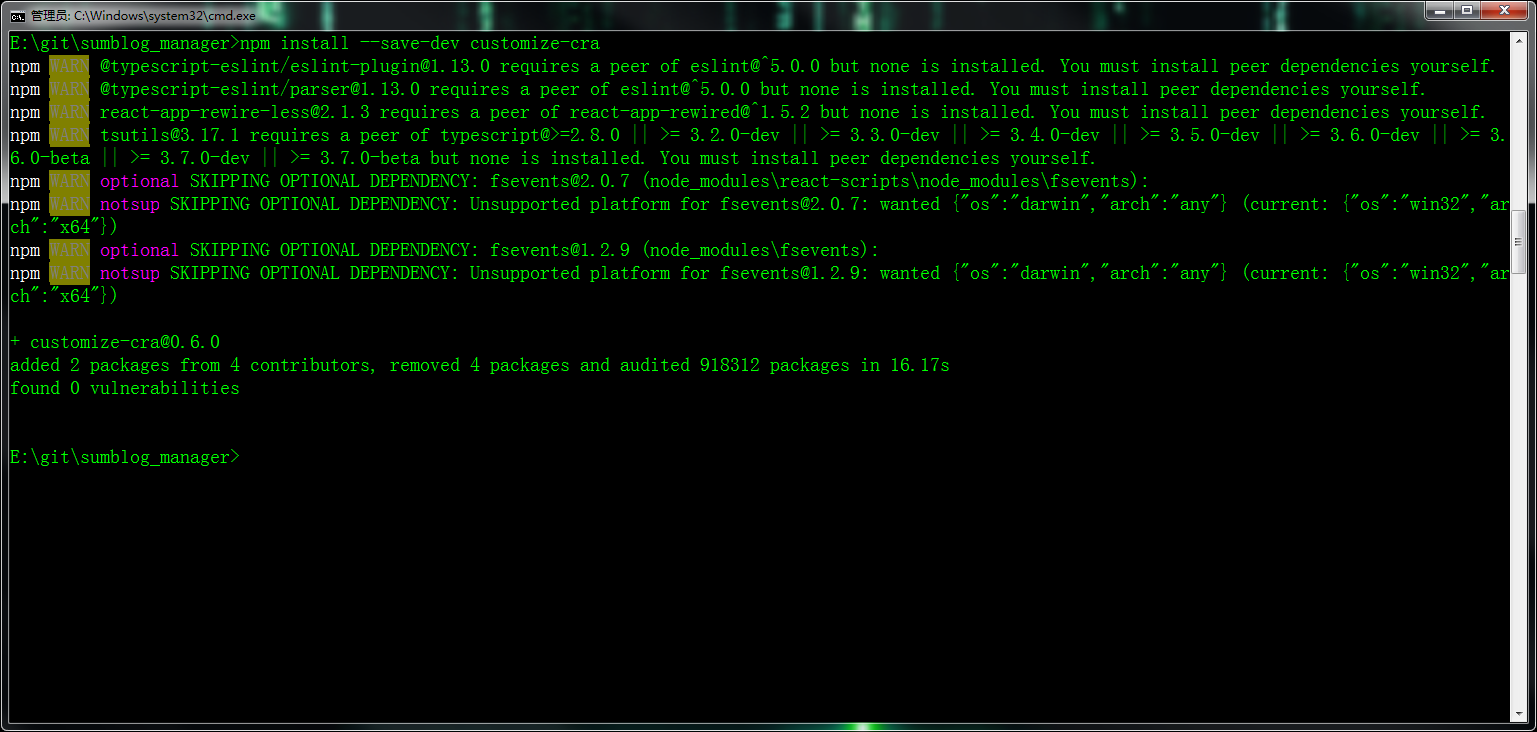 管理员: C:\Windows\system32\cmd.exe
E:\git\sumblog_manager>npm install --save-dev customize-cra
npm WARN @typescript-eslint/eslint-plugin@1.13.0 requires a peer of eslint@^5.0.0 but none is installed. You must install peer dependencies yourself.
npm WARN @typescript-eslint/parser@1.13.0 requires a peer of eslint@^5.0.0 but none is installed. You must install peer dependencies yourself.
npm WARN react-app-rewire-less@2.1.3 requires a peer of react-app-rewired@^1.5.2 but none is installed. You must install peer dependencies yourself.
npm WARN tsutils@3.17.1 requires a peer of typescript@>=2.8.0 || >= 3.2.0-dev || >= 3.3.0-dev || >= 3.4.0-dev || >= 3.5.0-dev || >= 3.6.0-dev || >= 3.
6.0-beta || >= 3.7.0-dev || >= 3.7.0-beta but none is installed. You must install peer dependencies yourself.
npm WARN optional SKIPPING OPTIONAL DEPENDENCY: fsevents@2.0.7 (node_modules\react-scripts\node_modules\fsevents):
npm WARN notsup SKIPPING OPTIONAL DEPENDENCY: Unsupported platform for fsevents@2.0.7: wanted {"os":"darwin","arch":"any"} (current: {"os":"win32","ar
ch":"x64"})
npm WARN optional SKIPPING OPTIONAL DEPENDENCY: fsevents@1.2.9 (node_modules\fsevents):
npm WARN notsup SKIPPING OPTIONAL DEPENDENCY: Unsupported platform for fsevents@1.2.9: wanted {"os":"darwin","arch":"any"} (current: {"os":"win32","ar
ch":"x64"})
+ customize-cra@0.6.0
added 2 packages from 4 contributors, removed 4 packages and audited 918312 packages in 16.17s
found 0 vulnerabilities
E:\git\sumblog_manager>